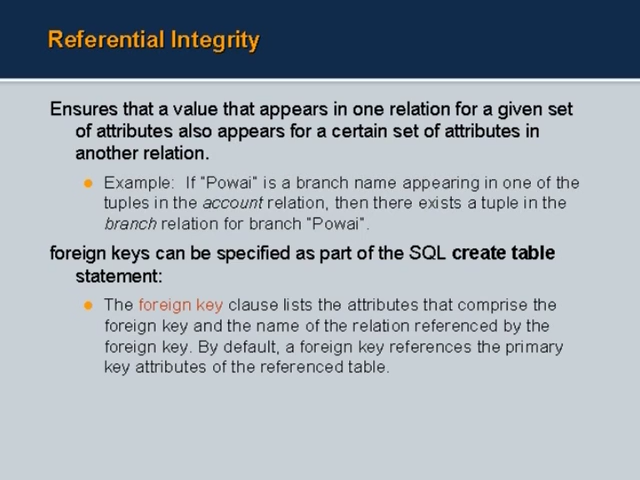 Referential Integrity
Ensures that a value that appears in one relation for a given set
of attributes also appears for a certain set of attributes in
another relation.
Example: If "Powai" is a branch name appearing in one of the
tuples in the account relation, then there exists a tuple in the
branch relation for branch "Powai".
foreign keys can be specified as part of the SQL create table
statement:
The foreign key clause lists the attributes that comprise the
foreign key and the name of the relation referenced by the
foreign key. By default, a foreign key references the primary
key attributes of the referenced table.